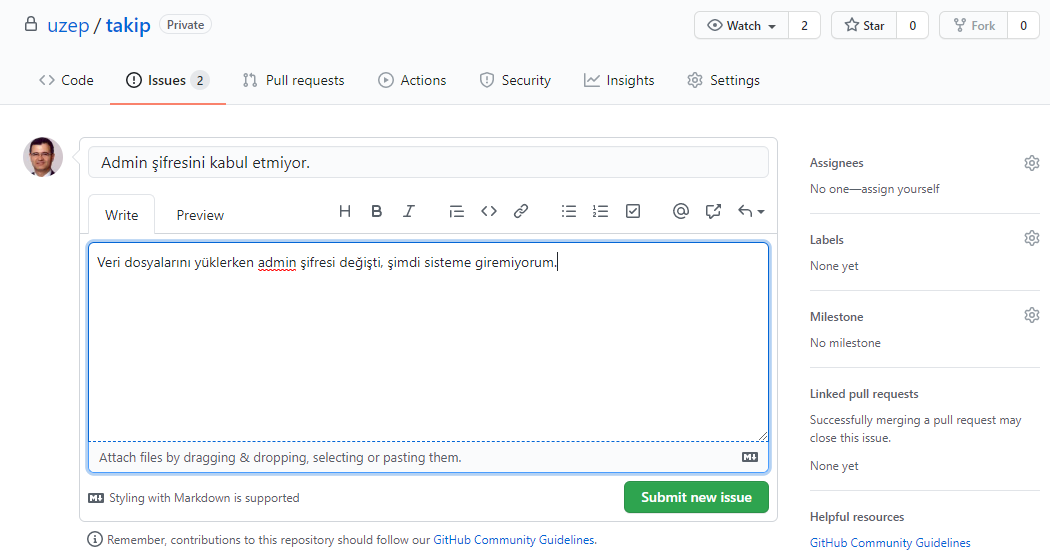 uzep / takip Private
Watch 2 Star 0 Fork 0
Code Issues 2 Pull requests Actions Security Insights Settings
Admin şifresini kabul etmiyor.
Write Preview
Veri dosyalarını yüklerken admin şifresi değişti, şimdi sisteme giremiyorum.
Attach files by dragging & dropping, selecting or pasting them.
Styling with Markdown is supported
Submit new issue
Remember, contributions to this repository should follow our GitHub Community Guidelines.
Assignees
No one—assign yourself
Labels
None yet
Milestone
No milestone
Linked pull requests
Successfully merging a pull request may
close this issue.
None yet
Helpful resources
GitHub Community Guidelines